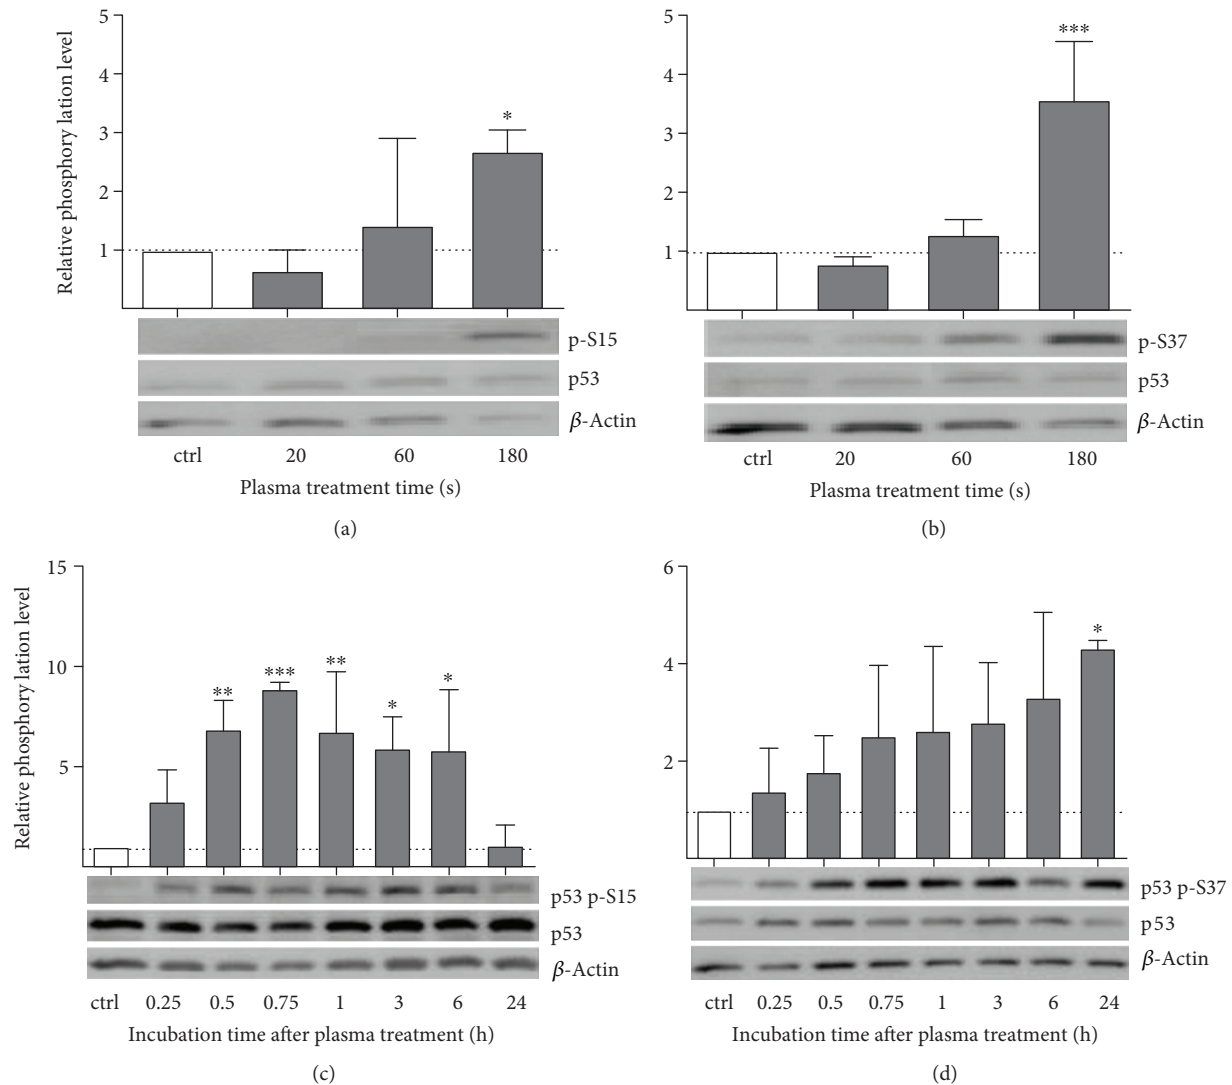 5
4
3
2
1
Relative phosphory lation level
*
p-S15
p53
β-Actin
ctrl 20 60 180
Plasma treatment time (s)
(a)
5
4
3
2
1
***
p-S37
p53
β-Actin
ctrl 20 60 180
Plasma treatment time (s)
(b)
15
10
5
Relative phosphory lation level
** *** ** * *
p53 p-S15
p53
β-Actin
ctrl 0.25 0.5 0.75 1 3 6 24
Incubation time after plasma treatment (h)
(c)
6
4
2
*
p53 p-S37
p53
β-Actin
ctrl 0.25 0.5 0.75 1 3 6 24
Incubation time after plasma treatment (h)
(d)